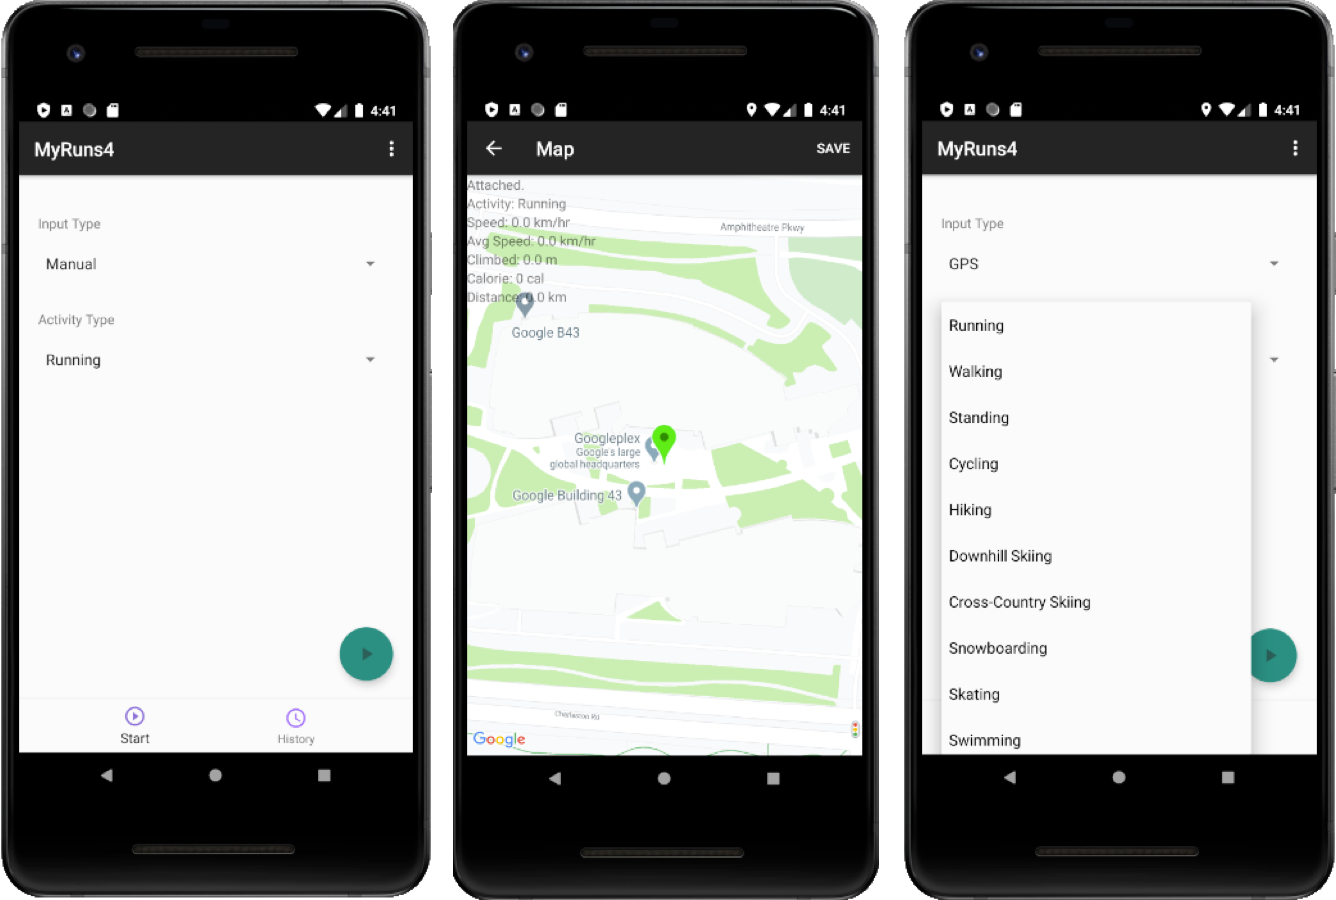 4:41
MyRuns4
Input Type
Manual
Activity Type
Running
Start
History
4:41
Map
SAVE
Attached.
Activity: Running
Speed: 0.0 km/hr
Avg Speed: 0.0 km/hr
Climbed: 0.0 m
Calorie: 0 cal
Distance: 0.0 km
Amphitheatre Pkwy
Google B43
Googleplex
Google's large
global headquarters
Google Building 43
Charleston Rd
Google
4:41
MyRuns4
Input Type
GPS
Running
Walking
Standing
Cycling
Hiking
Downhill Skiing
Cross-Country Skiing
Snowboarding
Skating
Swimming